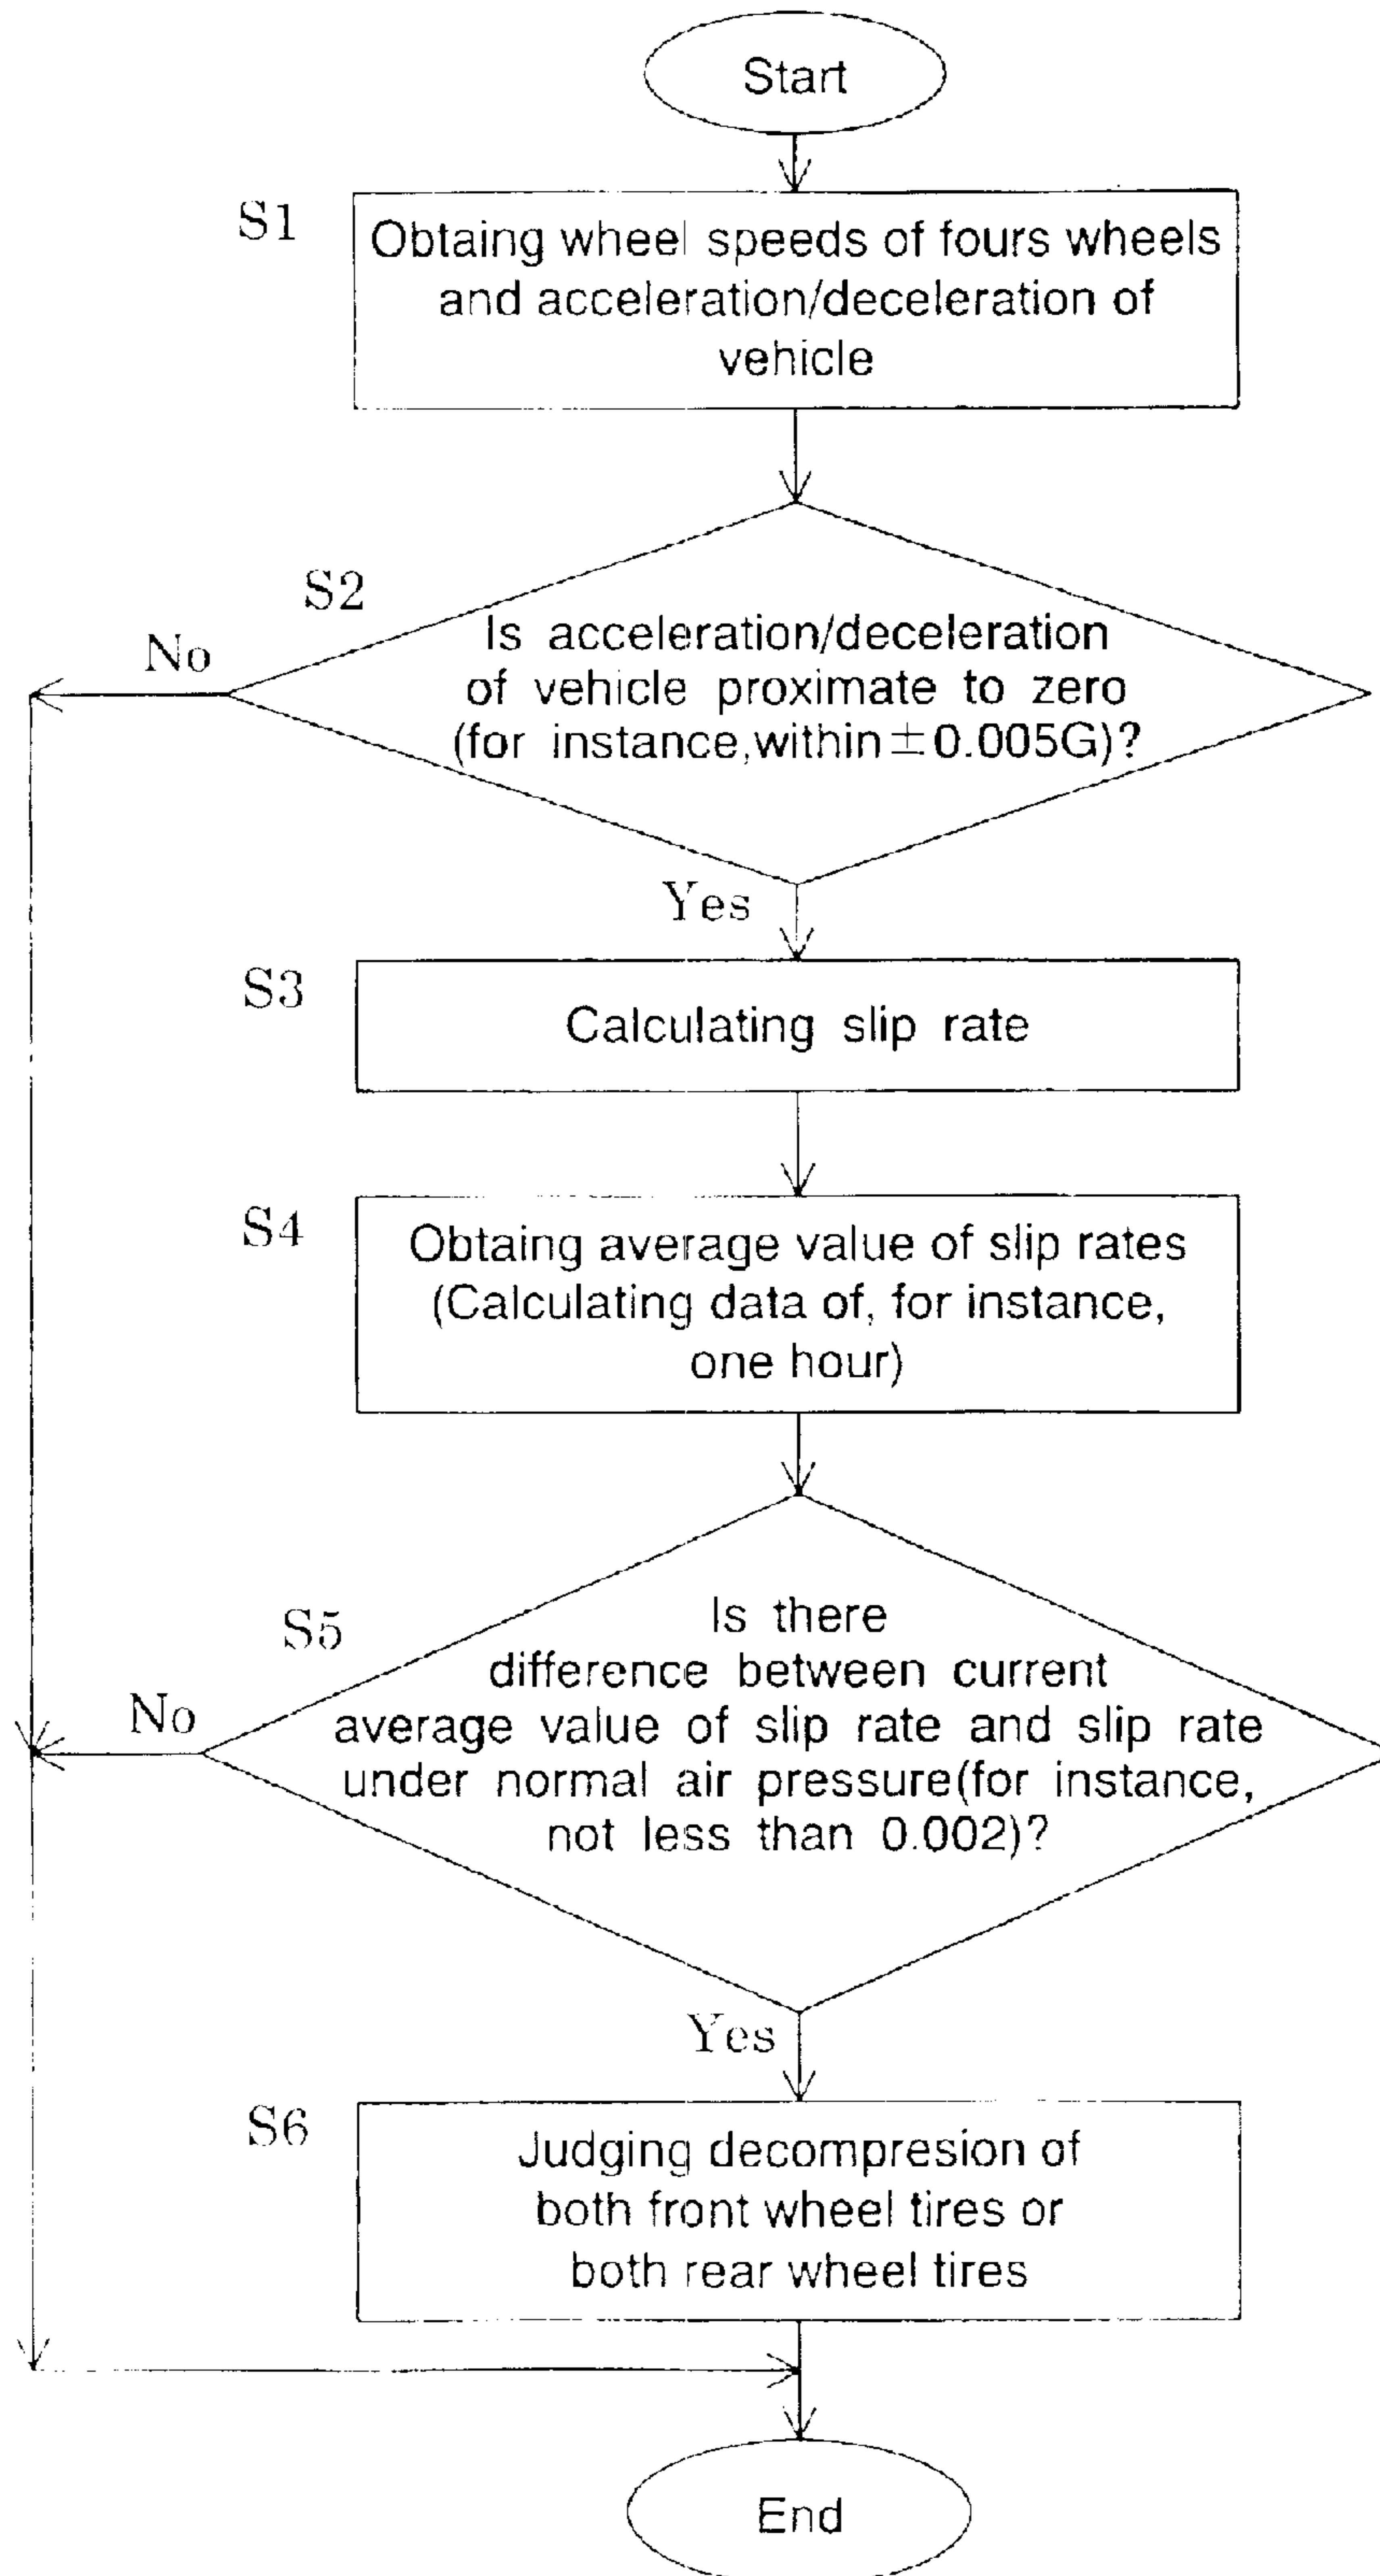 Start
S1
Obtaing wheel speeds of fours wheels
and acceleration/deceleration of
vehicle
S2
No
Is acceleration/deceleration
of vehicle proximate to zero
(for instance,within±0.005G)?
Yes
S3
Calculating slip rate
S4
Obtaing average value of slip rates
(Calculating data of, for instance,
one hour)
S5
No
Is there
difference between current
average value of slip rate and slip rate
under normal air pressure(for instance,
not less than 0.002)?
Yes
S6
Judging decompresion of
both front wheel tires or
both rear wheel tires
End